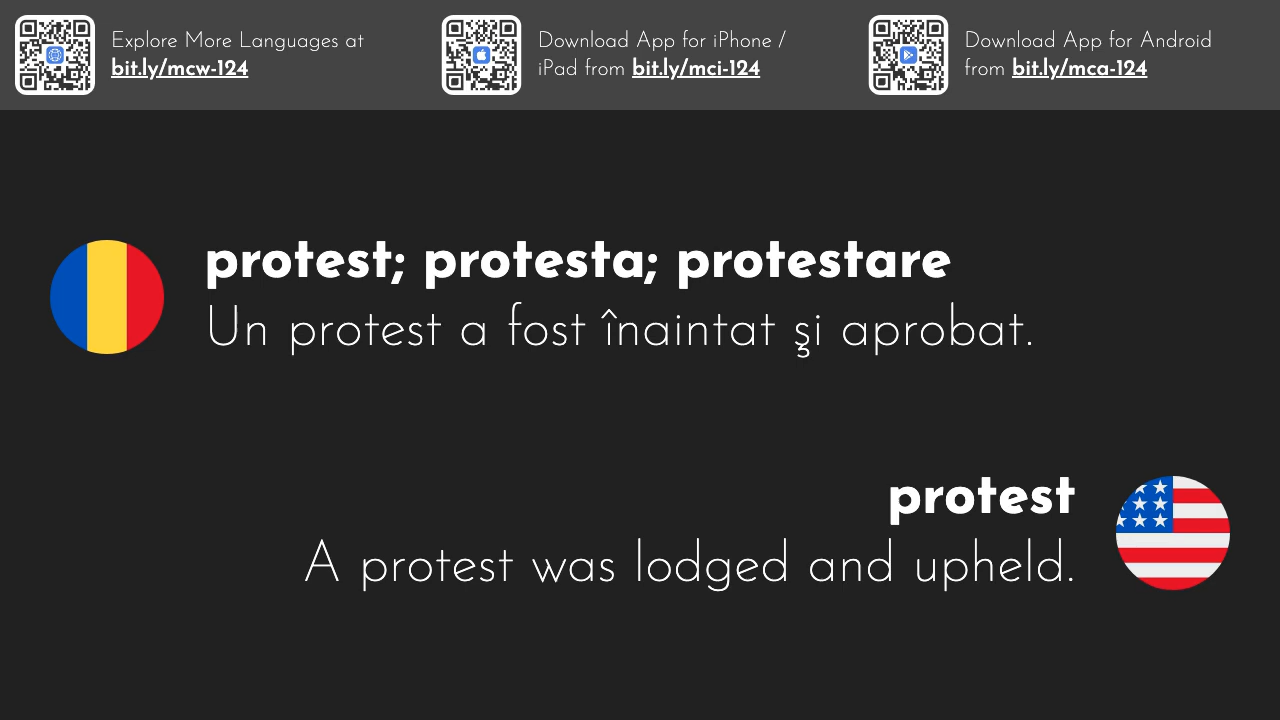 Explore More Languages at
bit.ly/mcw-124
Download App for iPhone /
iPad from bit.ly/mci-124
Download App for Android
from bit.ly/mca-124
protest; protesta; protestare
Un protest a fost înaintat şi aprobat.
protest
A protest was lodged and upheld.